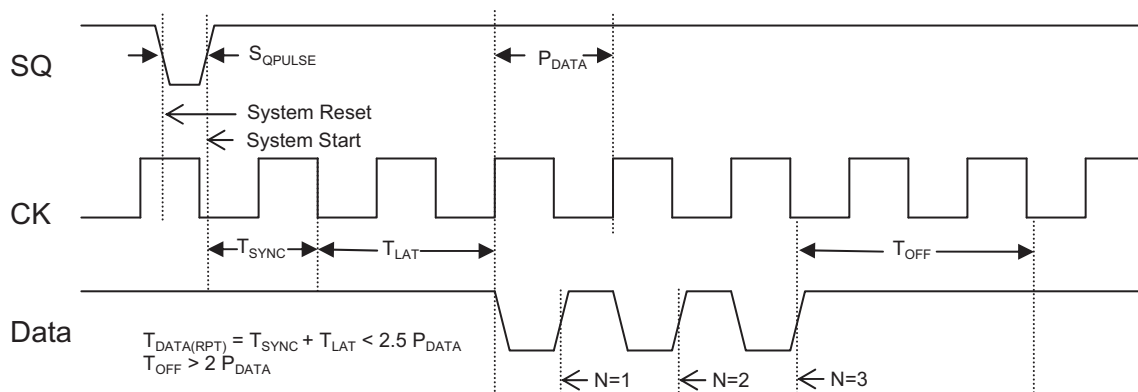 SQ
S_QPULSE
P_DATA
System Reset
System Start
CK
T_SYNC
T_LAT
T_OFF
Data
T_DATA(RPT) = T_SYNC + T_LAT < 2.5 P_DATA
T_OFF > 2 P_DATA
N=1
N=2
N=3